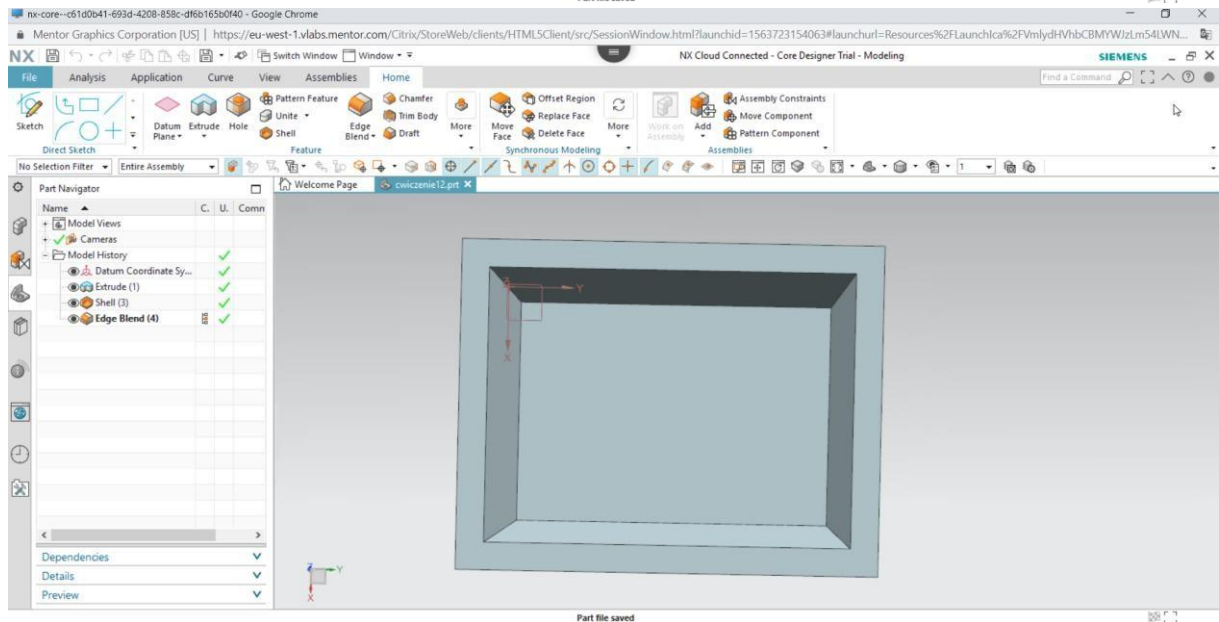 nx-core--c61d0b41-693d-4208-858c-df6b165b0f40 - Google Chrome
Mentor Graphics Corporation [US] | https://eu-west-1.vlabs.mentor.com/Citrix/StoreWeb/clients/HTML5Client/src/SessionWindow.html?launchid=1563723154063#launchurl=Resources%2FLaunchIca%2FVmlydHVhbCBMYWJzLm54LWN...
NX Switch Window Window NX Cloud Connected - Core Designer Trial - Modeling SIEMENS
File Analysis Application Curve View Assemblies Home Find a Command
Pattern Feature Chamfer Offset Region Assembly Constraints
Unite Trim Body Replace Face Move Component
Shell Draft Delete Face Pattern Component
Sketch Datum Plane Extrude Hole Edge Blend More Move Face More Work on Assembly Add
Direct Sketch Feature Synchronous Modeling Assemblies
No Selection Filter Entire Assembly 1
Part Navigator Welcome Page cwiczenie12.prt
Name C. U. Comn
Model Views
Cameras
Model History
Datum Coordinate Sy...
Extrude (1)
Shell (3)
Edge Blend (4)
Y
X
Dependencies
Details
Preview
Z Y
X
Part file saved